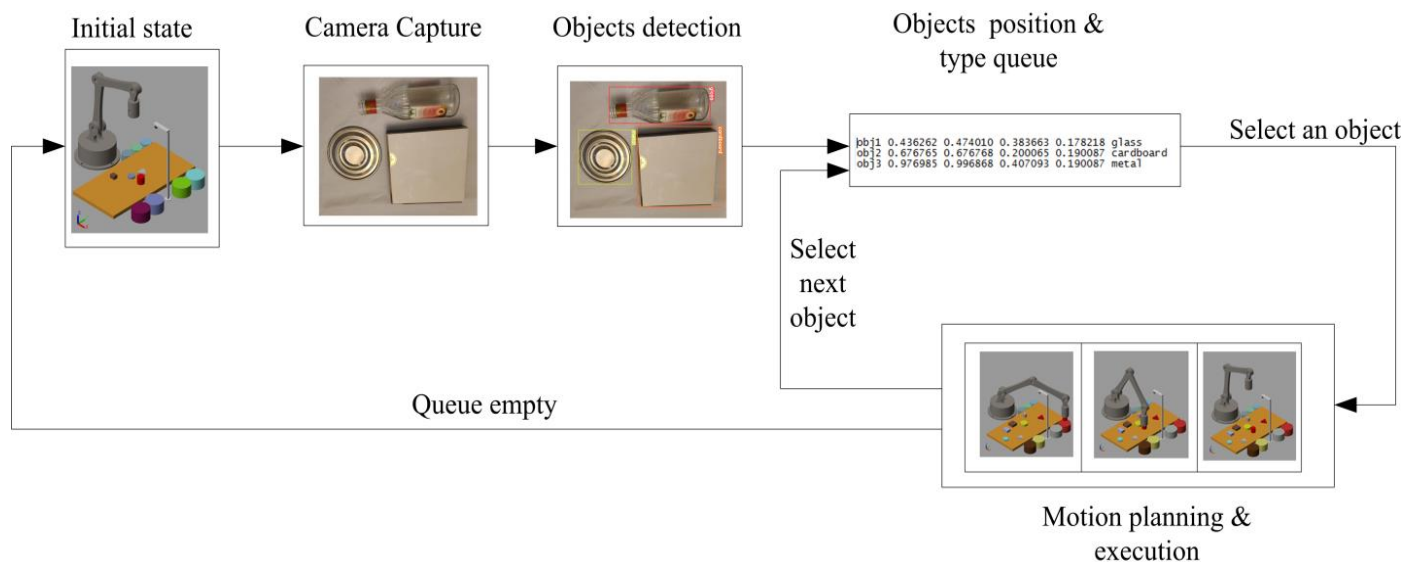 Initial state
Camera Capture
Objects detection
Objects position &
type queue
obj1 0.436262 0.474010 0.383663 0.178218 glass
obj2 0.676765 0.676768 0.200065 0.190087 cardboard
obj3 0.976985 0.996868 0.407093 0.190087 metal
Select an object
Select
next
object
Queue empty
Motion planning &
execution